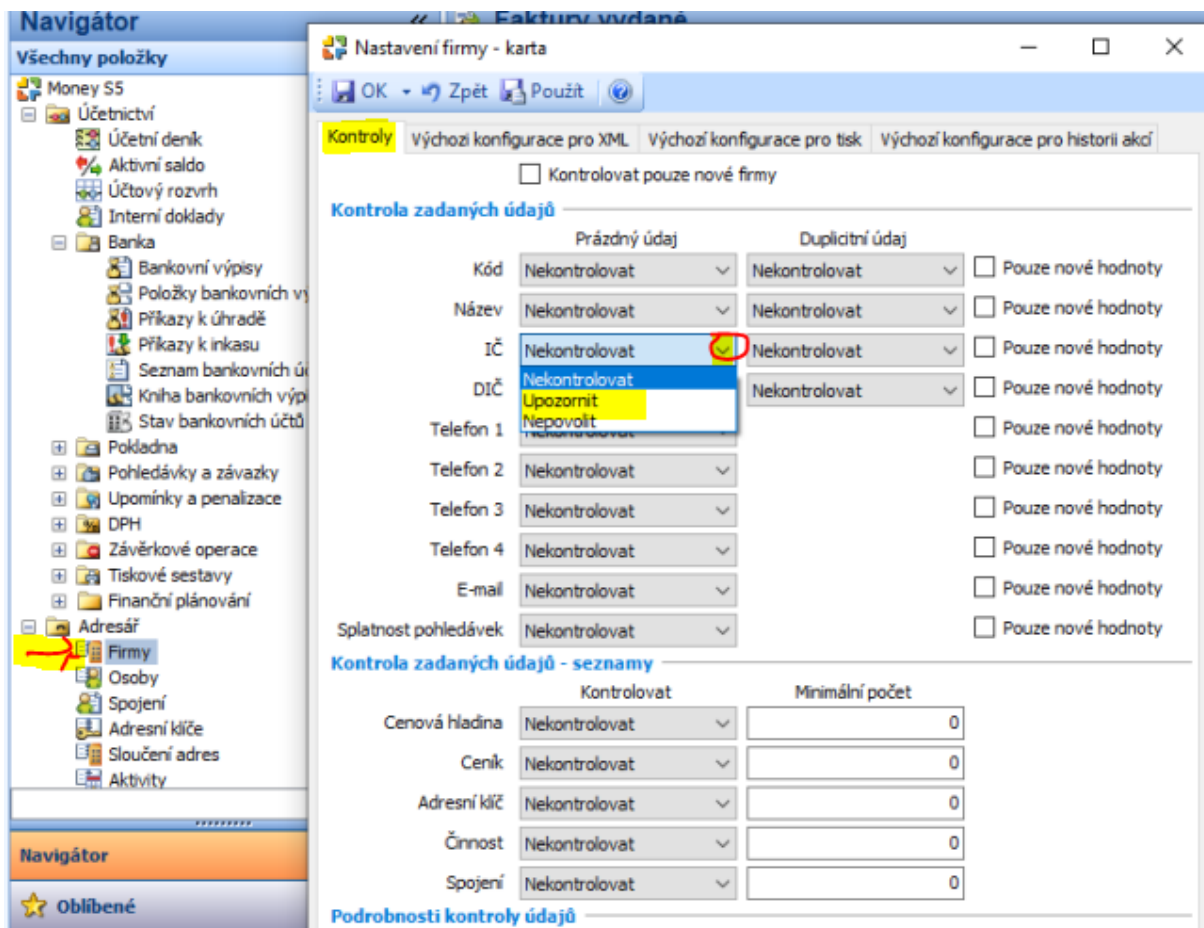 Navigátor
Faktury vydané
Všechny položky
Money S5
Účetnictví
Účetní deník
Aktivní saldo
Účtový rozvrh
Interní doklady
Banka
Bankovní výpisy
Položky bankovních vý
Příkazy k úhradě
Příkazy k inkasu
Seznam bankovních úč
Kniha bankovních výpi
Stav bankovních účtů
Pokladna
Pohledávky a závazky
Upomínky a penalizace
DPH
Závěrkové operace
Tiskové sestavy
Finanční plánování
Adresář
Firmy
Osoby
Spojení
Adresní klíče
Sloučení adres
Aktivity
Navigátor
Oblíbené
Nastavení firmy - karta
OK Zpět Použít
Kontroly Výchozi konfigurace pro XML Výchozí konfigurace pro tisk Výchozí konfigurace pro historii akcí
Kontrolovat pouze nové firmy
Kontrola zadaných údajů
Prázdný údaj Duplicitní údaj
Kód Nekontrolovat Nekontrolovat Pouze nové hodnoty
Název Nekontrolovat Nekontrolovat Pouze nové hodnoty
IČ Nekontrolovat Nekontrolovat Pouze nové hodnoty
Nekontrolovat
DIČ Upozornit Nekontrolovat Pouze nové hodnoty
Nepovolit
Telefon 1 Nekontrolovat Pouze nové hodnoty
Telefon 2 Nekontrolovat Pouze nové hodnoty
Telefon 3 Nekontrolovat Pouze nové hodnoty
Telefon 4 Nekontrolovat Pouze nové hodnoty
E-mail Nekontrolovat Pouze nové hodnoty
Splatnost pohledávek Nekontrolovat Pouze nové hodnoty
Kontrola zadaných údajů - seznamy
Kontrolovat Minimální počet
Cenová hladina Nekontrolovat 0
Ceník Nekontrolovat 0
Adresní klíč Nekontrolovat 0
Činnost Nekontrolovat 0
Spojení Nekontrolovat 0
Podrobnosti kontroly údajů